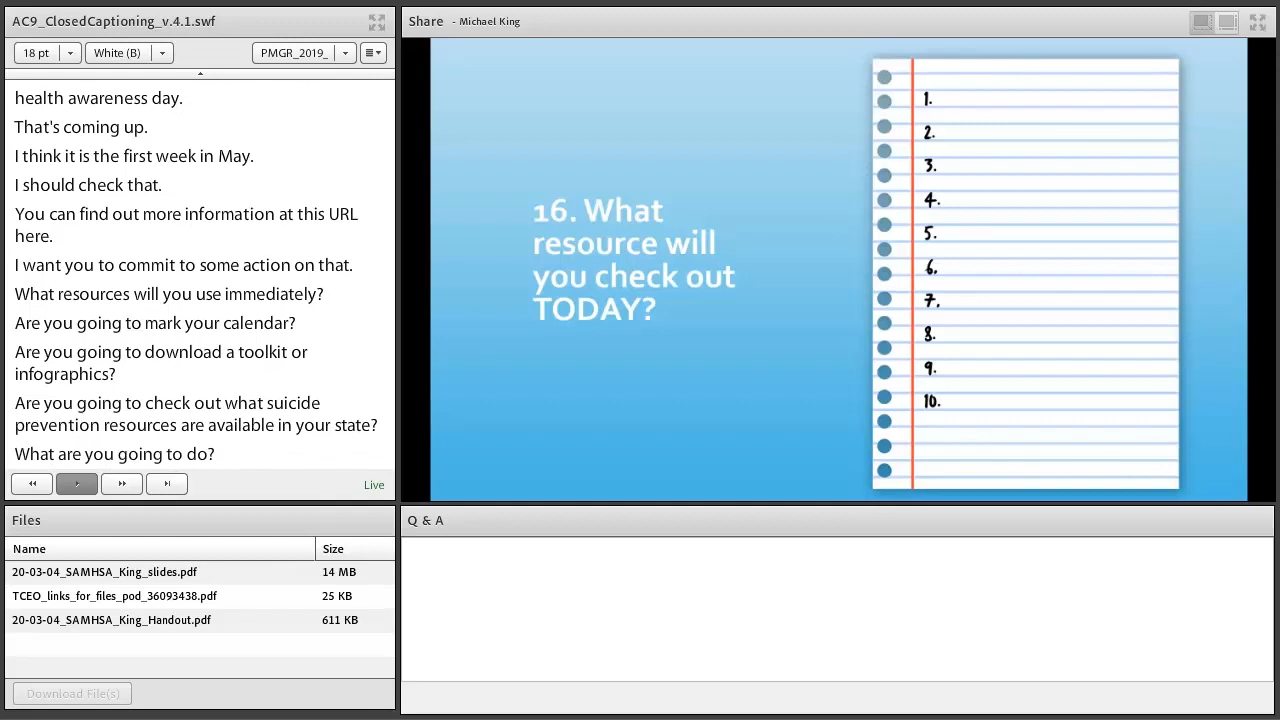 AC9_ClosedCaptioning_v.4.1.swf
18 pt
White (B)
PMGR_2019_
health awareness day.
That's coming up.
I think it is the first week in May.
I should check that.
You can find out more information at this URL
here.
I want you to commit to some action on that.
What resources will you use immediately?
Are you going to mark your calendar?
Are you going to download a toolkit or
infographics?
Are you going to check out what suicide
prevention resources are available in your state?
What are you going to do?
Live
Share - Michael King
16. What
resource will
you check out
TODAY?
1.
2.
3.
4.
5.
6.
7.
8.
9.
10.
Files
Name Size
20-03-04_SAMHSA_King_slides.pdf 14 MB
TCEO_links_for_files_pod_36093438.pdf 25 KB
20-03-04_SAMHSA_King_Handout.pdf 611 KB
Download File(s)
Q & A